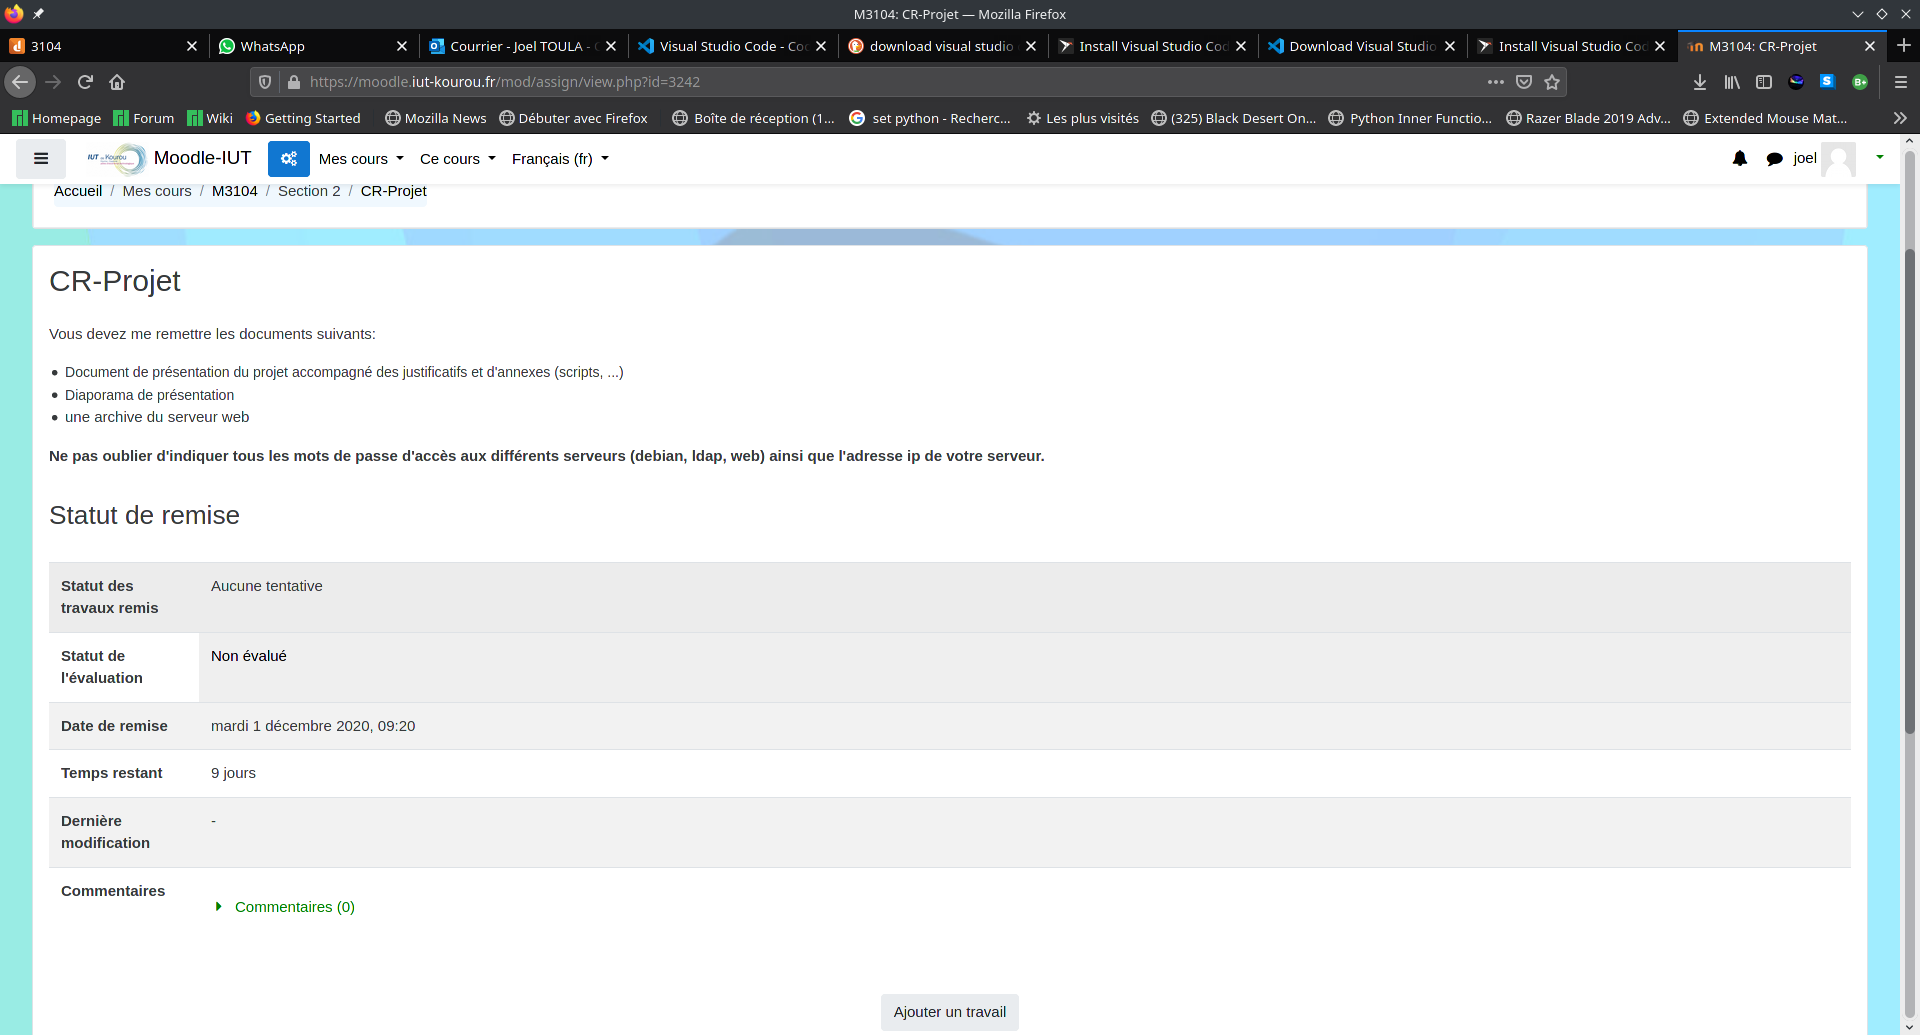 M3104: CR-Projet — Mozilla Firefox
3104
WhatsApp
Courrier - Joel TOULA -
Visual Studio Code -
download visual studio
Install Visual Studio Cod
Download Visual Studio
Install Visual Studio Cod
M3104: CR-Projet
https://moodle.iut-kourou.fr/mod/assign/view.php?id=3242
Homepage
Forum
Wiki
Getting Started
Mozilla News
Débuter avec Firefox
Boîte de réception (1...
set python - Recherc...
Les plus visités
(325) Black Desert On...
Python Inner Functio...
Razer Blade 2019 Adv...
Extended Mouse Mat...
Moodle-IUT
Mes cours
Ce cours
Français (fr)
joel
Accueil / Mes cours / M3104 / Section 2 / CR-Projet
CR-Projet
Vous devez me remettre les documents suivants:
Document de présentation du projet accompagné des justificatifs et d'annexes (scripts, ...)
Diaporama de présentation
une archive du serveur web
Ne pas oublier d'indiquer tous les mots de passe d'accès aux différents serveurs (debian, ldap, web) ainsi que l'adresse ip de votre serveur.
Statut de remise
Statut des
travaux remis
Aucune tentative
Statut de
l'évaluation
Non évalué
Date de remise
mardi 1 décembre 2020, 09:20
Temps restant
9 jours
Dernière
modification
-
Commentaires
Commentaires (0)
Ajouter un travail